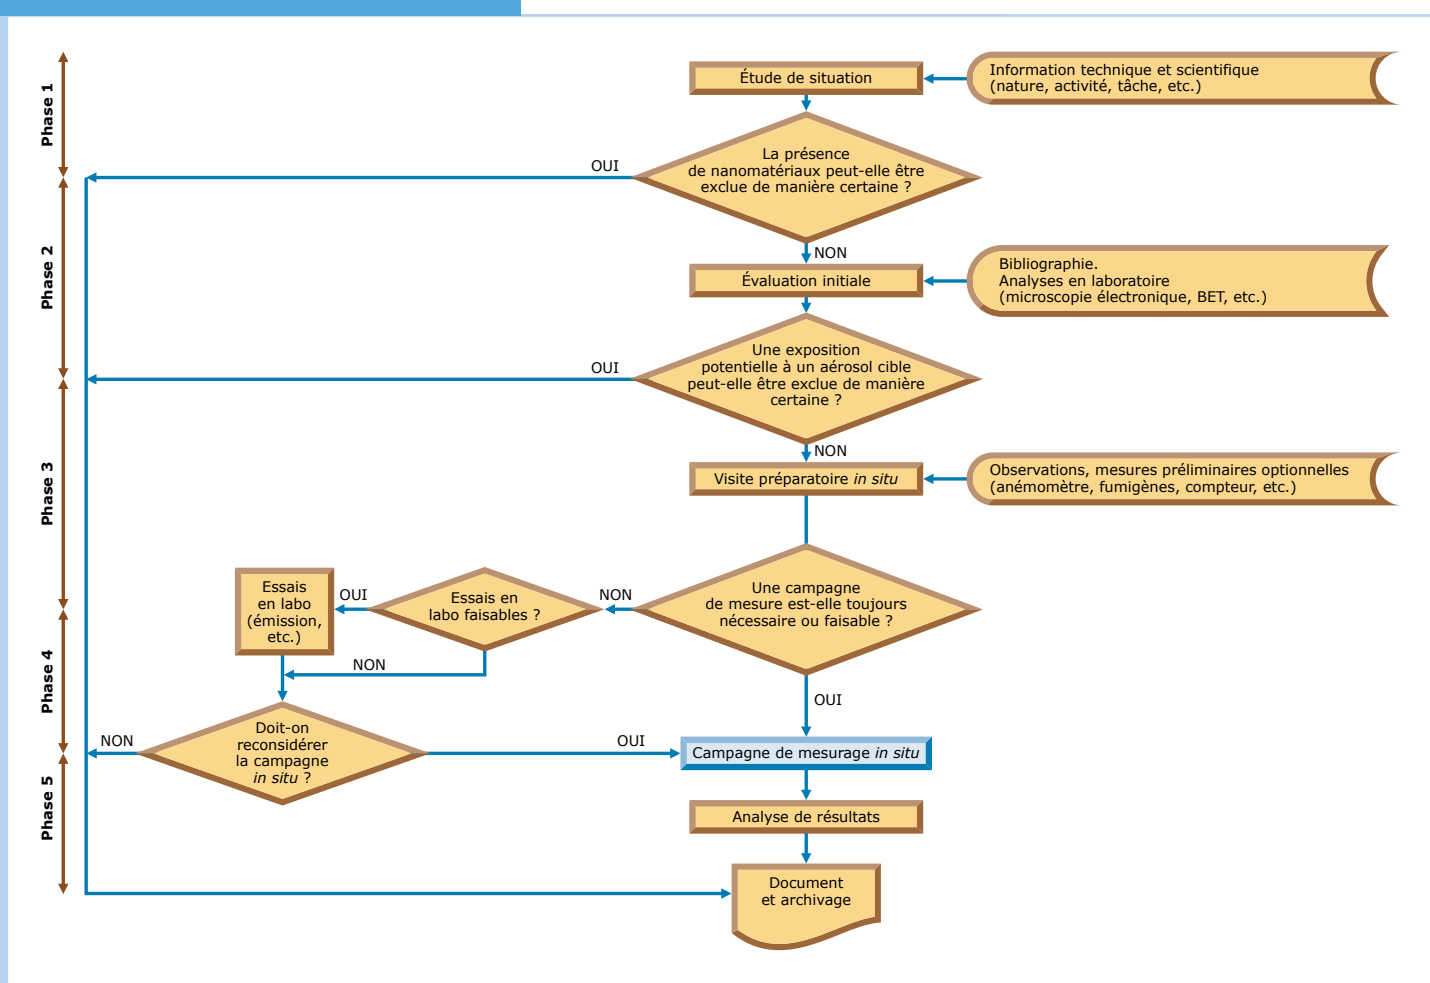 Phase 1
Étude de situation
Information technique et scientifique
(nature, activité, tâche, etc.)
La présence
de nanomatériaux peut-elle être
exclue de manière certaine ?
OUI
NON
Phase 2
Évaluation initiale
Bibliographie.
Analyses en laboratoire
(microscopie électronique, BET, etc.)
Une exposition
potentielle à un aérosol cible
peut-elle être exclue de manière
certaine ?
OUI
NON
Phase 3
Visite préparatoire in situ
Observations, mesures préliminaires optionnelles
(anémomètre, fumigènes, compteur, etc.)
Une campagne
de mesure est-elle toujours
nécessaire ou faisable ?
NON
Essais en
labo faisables ?
OUI
Essais
en labo
(émission,
etc.)
NON
OUI
Phase 4
Doit-on
reconsidérer
la campagne
in situ ?
NON
OUI
Campagne de mesurage in situ
Phase 5
Analyse de résultats
Document
et archivage